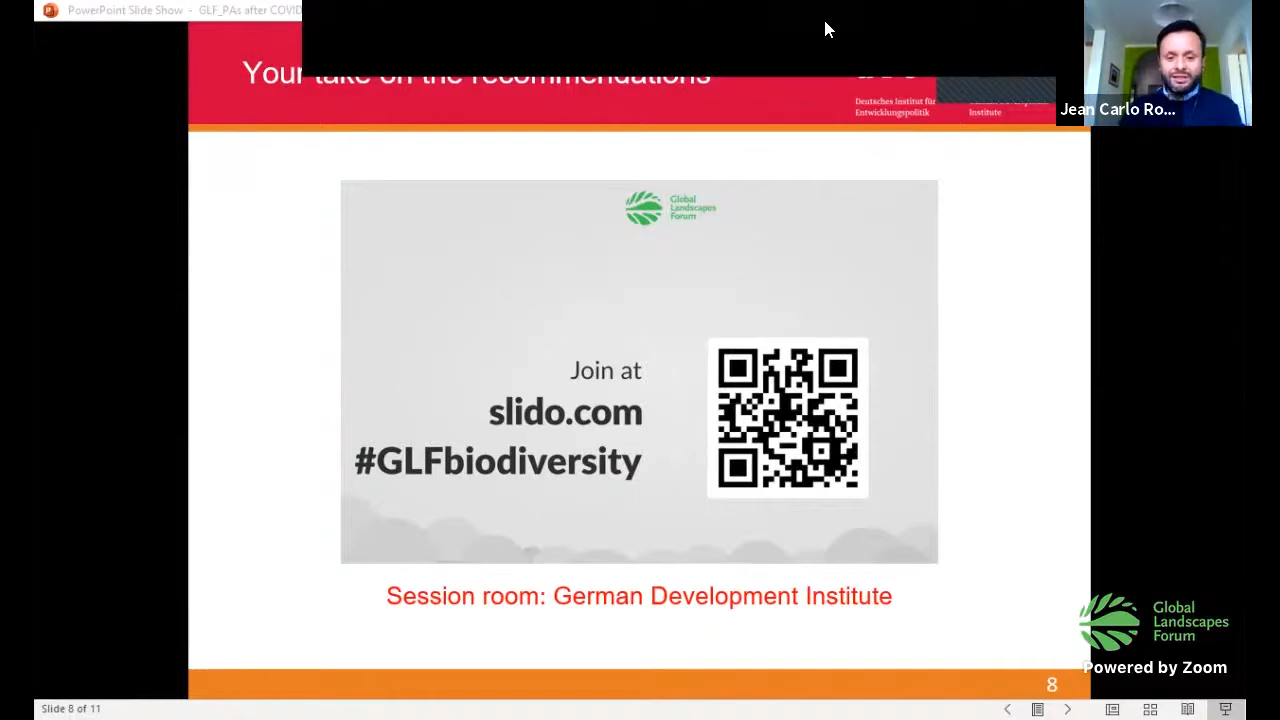 PowerPoint Slide Show - GLF_PAs after COVID
Your take on the recommendations
Deutsches Institut für
Entwicklungspolitik
Institute
Jean Carlo Ro...
Global
Landscapes
Forum
Join at
slido.com
#GLFbiodiversity
Session room: German Development Institute
Global
Landscapes
Forum
Powered by Zoom
8
Slide 8 of 11